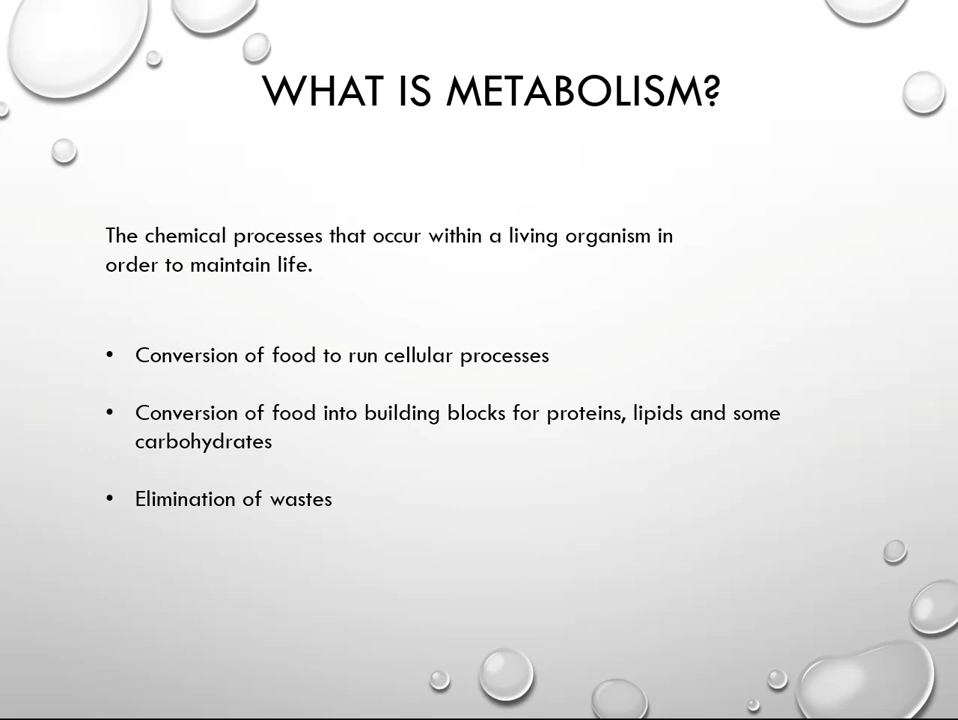 WHAT IS METABOLISM?
The chemical processes that occur within a living organism in
order to maintain life.
• Conversion of food to run cellular processes
• Conversion of food into building blocks for proteins, lipids and some
carbohydrates
• Elimination of wastes